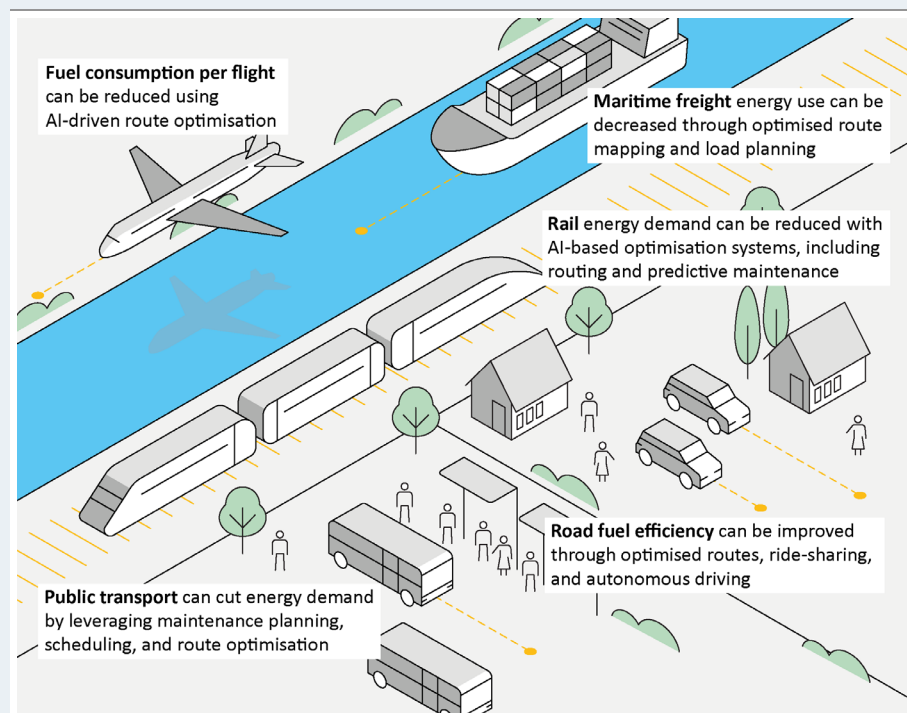 Fuel consumption per flight
can be reduced using
AI-driven route optimisation
Maritime freight energy use can be
decreased through optimised route
mapping and load planning
Rail energy demand can be reduced with
AI-based optimisation systems, including
routing and predictive maintenance
Road fuel efficiency can be improved
through optimised routes, ride-sharing,
and autonomous driving
Public transport can cut energy demand
by leveraging maintenance planning,
scheduling, and route optimisation